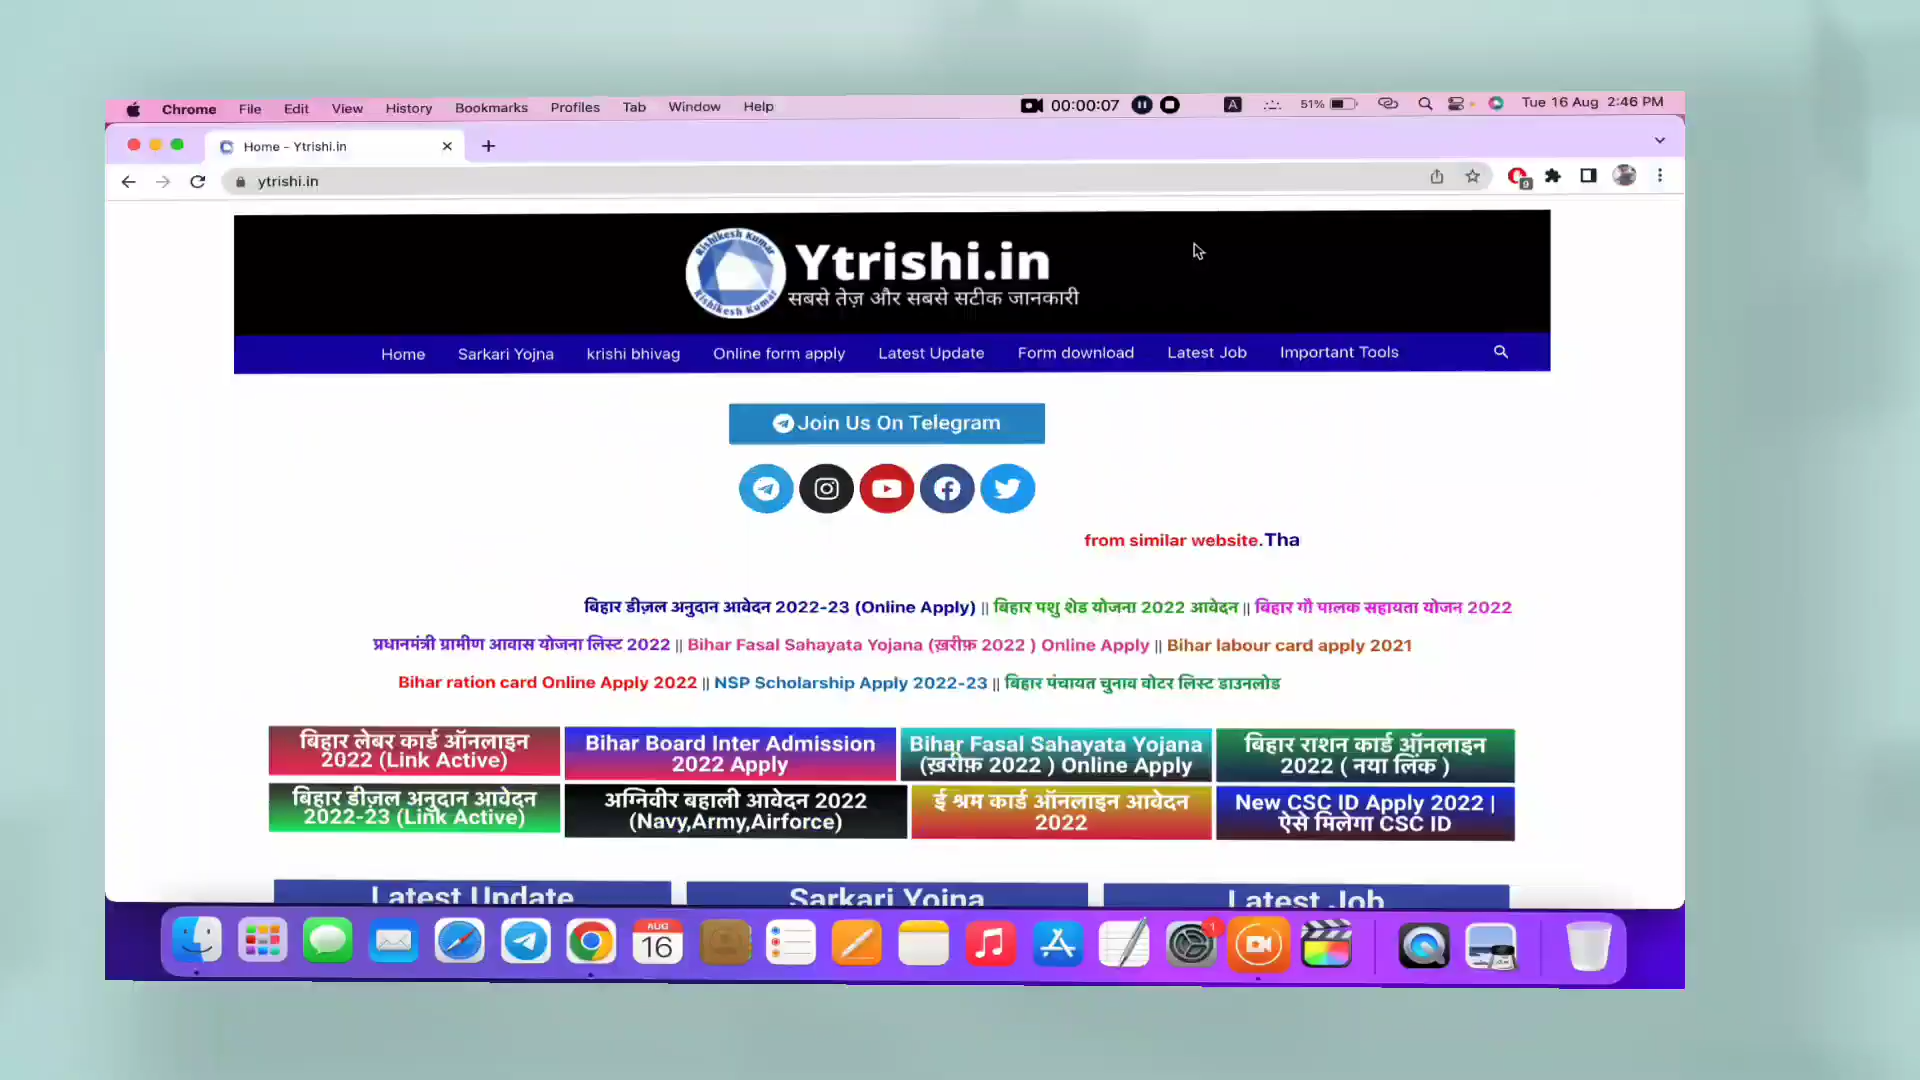 Chrome File Edit View History Bookmarks Profiles Tab Window Help 00:00:07 A 51% Tue 16 Aug 2:46 PM
Home - Ytrishi.in
ytrishi.in
Rishikesh Kumar
Rishikesh Kumar
Ytrishi.in
सबसे तेज़ और सबसे सटीक जानकारी
Home Sarkari Yojna krishi bhivag Online form apply Latest Update Form download Latest Job Important Tools
Join Us On Telegram
from similar website.Tha
बिहार डीज़ल अनुदान आवेदन 2022-23 (Online Apply) || बिहार पशु शेड योजना 2022 आवेदन || बिहार गौ पालक सहायता योजन 2022
प्रधानमंत्री ग्रामीण आवास योजना लिस्ट 2022 || Bihar Fasal Sahayata Yojana (ख़रीफ़ 2022 ) Online Apply || Bihar labour card apply 2021
Bihar ration card Online Apply 2022 || NSP Scholarship Apply 2022-23 || बिहार पंचायत चुनाव वोटर लिस्ट डाउनलोड
बिहार लेबर कार्ड ऑनलाइन
2022 (Link Active)
Bihar Board Inter Admission
2022 Apply
Bihar Fasal Sahayata Yojana
(ख़रीफ़ 2022 ) Online Apply
बिहार राशन कार्ड ऑनलाइन
2022 ( नया लिंक )
बिहार डीज़ल अनुदान आवेदन
2022-23 (Link Active)
अग्निवीर बहाली आवेदन 2022
(Navy,Army,Airforce)
ई श्रम कार्ड ऑनलाइन आवेदन
2022
New CSC ID Apply 2022 |
ऐसे मिलेगा CSC ID
Latest Update Sarkari Yojna Latest Job
AUG
16
1